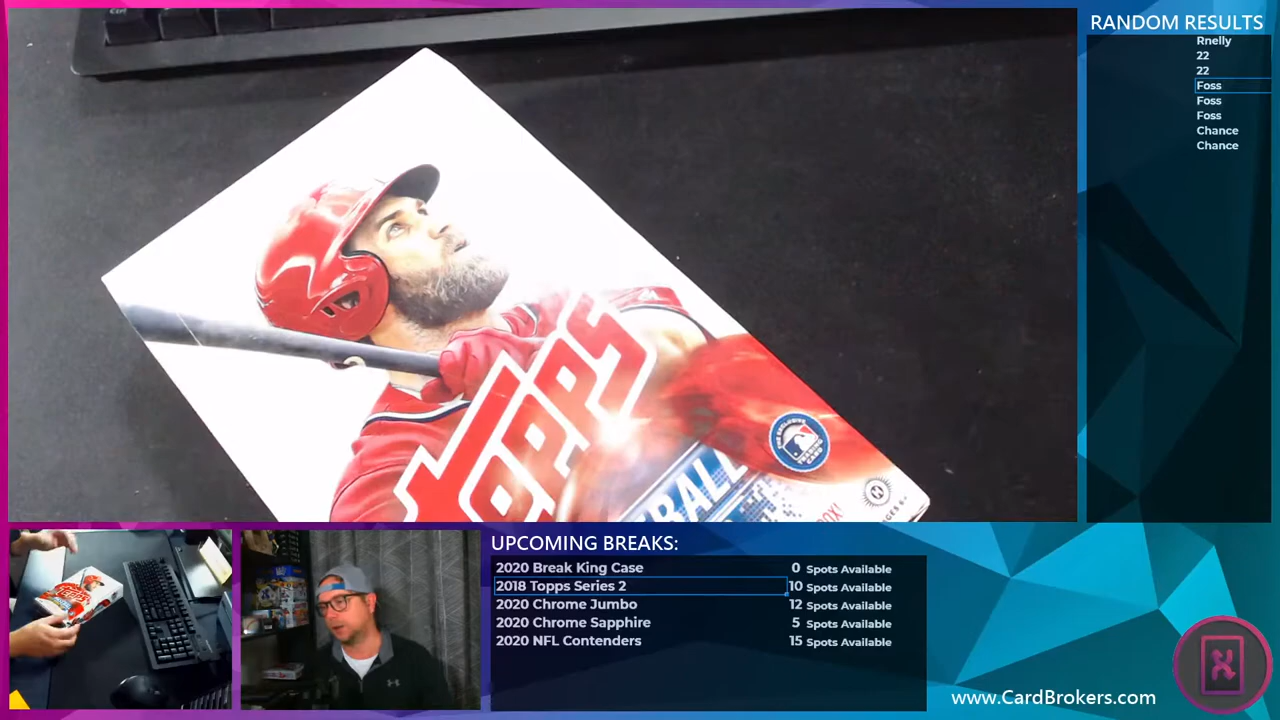 Ctrl
RANDOM RESULTS
Rnelly
22
22
Foss
Foss
Foss
Chance
Chance
TOPPS
UPCOMING BREAKS:
2020 Break King Case 0 Spots Available
2018 Topps Series 2 10 Spots Available
2020 Chrome Jumbo 12 Spots Available
2020 Chrome Sapphire 5 Spots Available
2020 NFL Contenders 15 Spots Available
www.CardBrokers.com